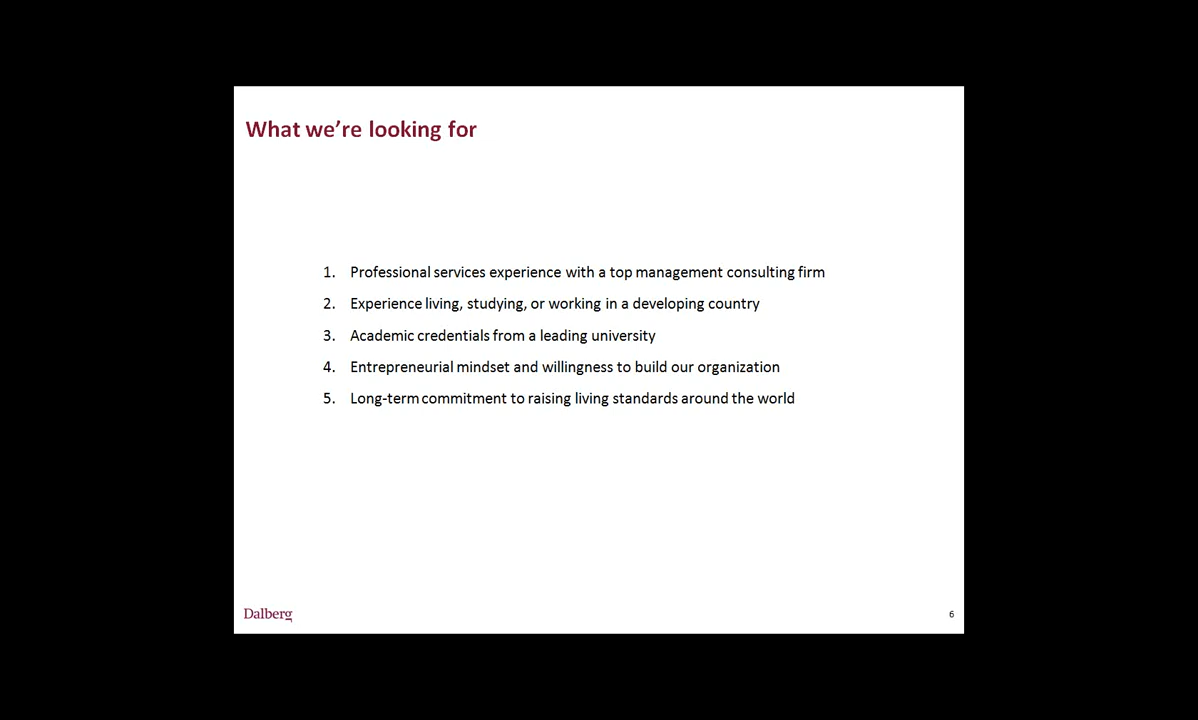 What we’re looking for
1. Professional services experience with a top management consulting firm
2. Experience living, studying, or working in a developing country
3. Academic credentials from a leading university
4. Entrepreneurial mindset and willingness to build our organization
5. Long-term commitment to raising living standards around the world
Dalberg
6